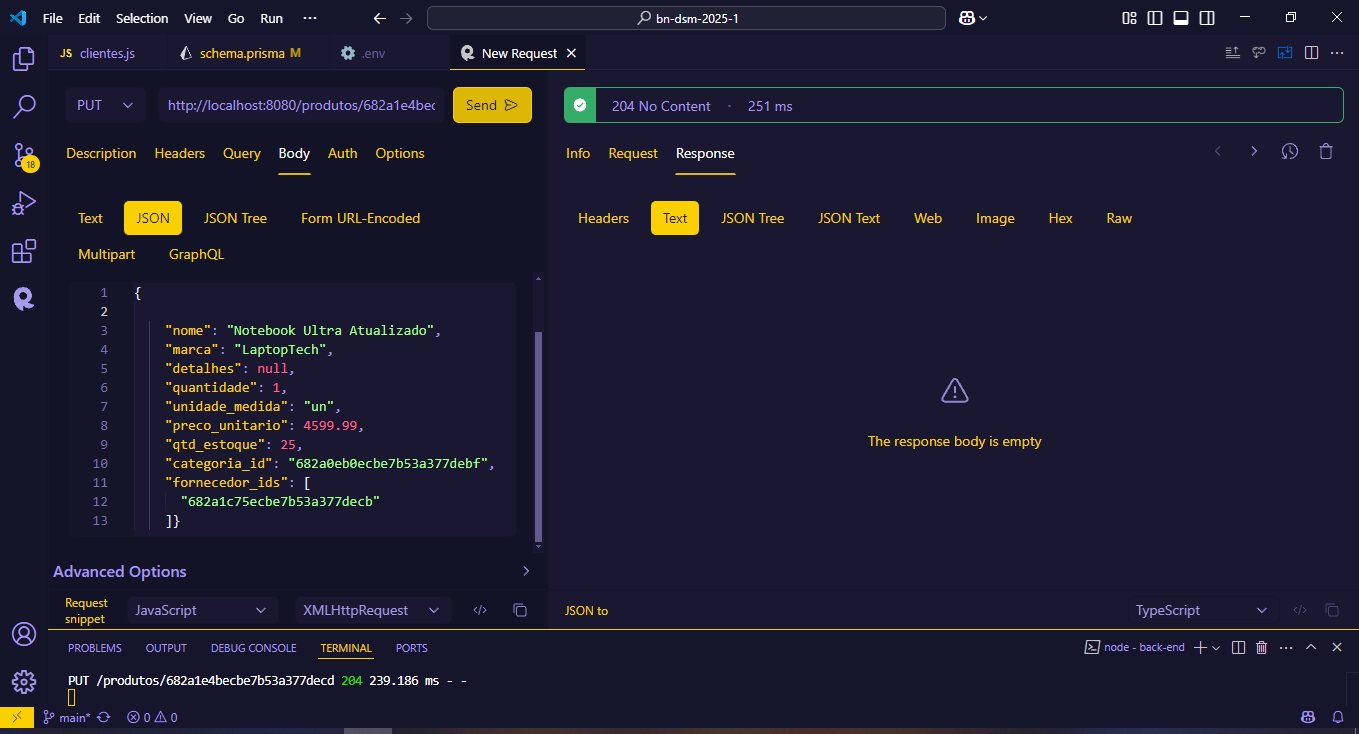 File Edit Selection View Go Run ··· bn-dsm-2025-1
JS clientes.js schema.prisma M .env New Request
PUT http://localhost:8080/produtos/682a1e4bec Send
204 No Content · 251 ms
Description Headers Query Body Auth Options
Info Request Response
Text JSON JSON Tree Form URL-Encoded
Multipart GraphQL
Headers Text JSON Tree JSON Text Web Image Hex Raw
18
1 {
2
3 "nome": "Notebook Ultra Atualizado",
4 "marca": "LaptopTech",
5 "detalhes": null,
6 "quantidade": 1,
7 "unidade_medida": "un",
8 "preco_unitario": 4599.99,
9 "qtd_estoque": 25,
10 "categoria_id": "682a0eb0ecbe7b53a377debf",
11 "fornecedor_ids": [
12 "682a1c75ecbe7b53a377decb"
13 ]}
The response body is empty
Advanced Options
Request snippet JavaScript XMLHttpRequest
JSON to TypeScript
PROBLEMS OUTPUT DEBUG CONSOLE TERMINAL PORTS node - back-end
PUT /produtos/682a1e4becbe7b53a377decd 204 239.186 ms - -
main* 0 0